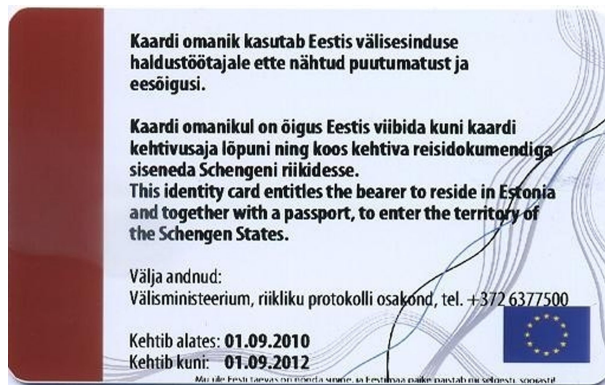 Kaardi omanik kasutab Eestis välisesinduse
haldustöötajale ette nähtud puutumatust ja
eesõigusi.
Kaardi omanikul on õigus Eestis viibida kuni kaardi
kehtivusaja lõpuni ning koos kehtiva reisidokumendiga
siseneda Schengeni riikidesse.
This identity card entitles the bearer to reside in Estonia
and together with a passport, to enter the territory of
the Schengen States.
Välja andnud:
Välisministeerium, riikliku protokolli osakond, tel. +372 6377500
Kehtib alates: 01.09.2010
Kehtib kuni: 01.09.2012